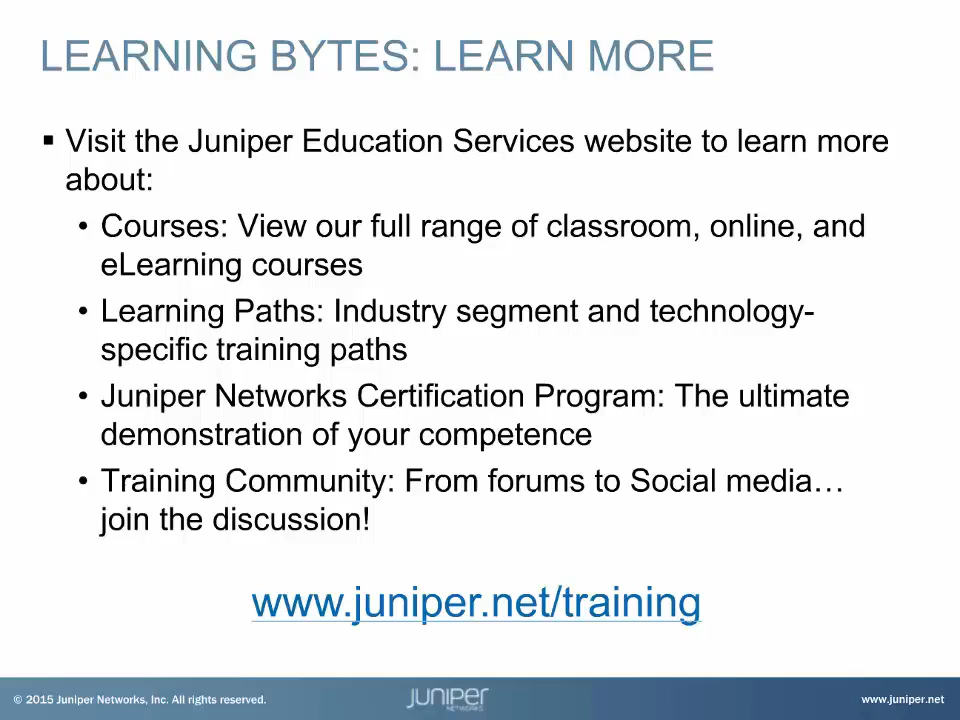 LEARNING BYTES: LEARN MORE
▪ Visit the Juniper Education Services website to learn more
about:
• Courses: View our full range of classroom, online, and
eLearning courses
• Learning Paths: Industry segment and technology-
specific training paths
• Juniper Networks Certification Program: The ultimate
demonstration of your competence
• Training Community: From forums to Social media…
join the discussion!
www.juniper.net/training
© 2015 Juniper Networks, Inc. All rights reserved.
JUNIPER
NETWORKS
www.juniper.net